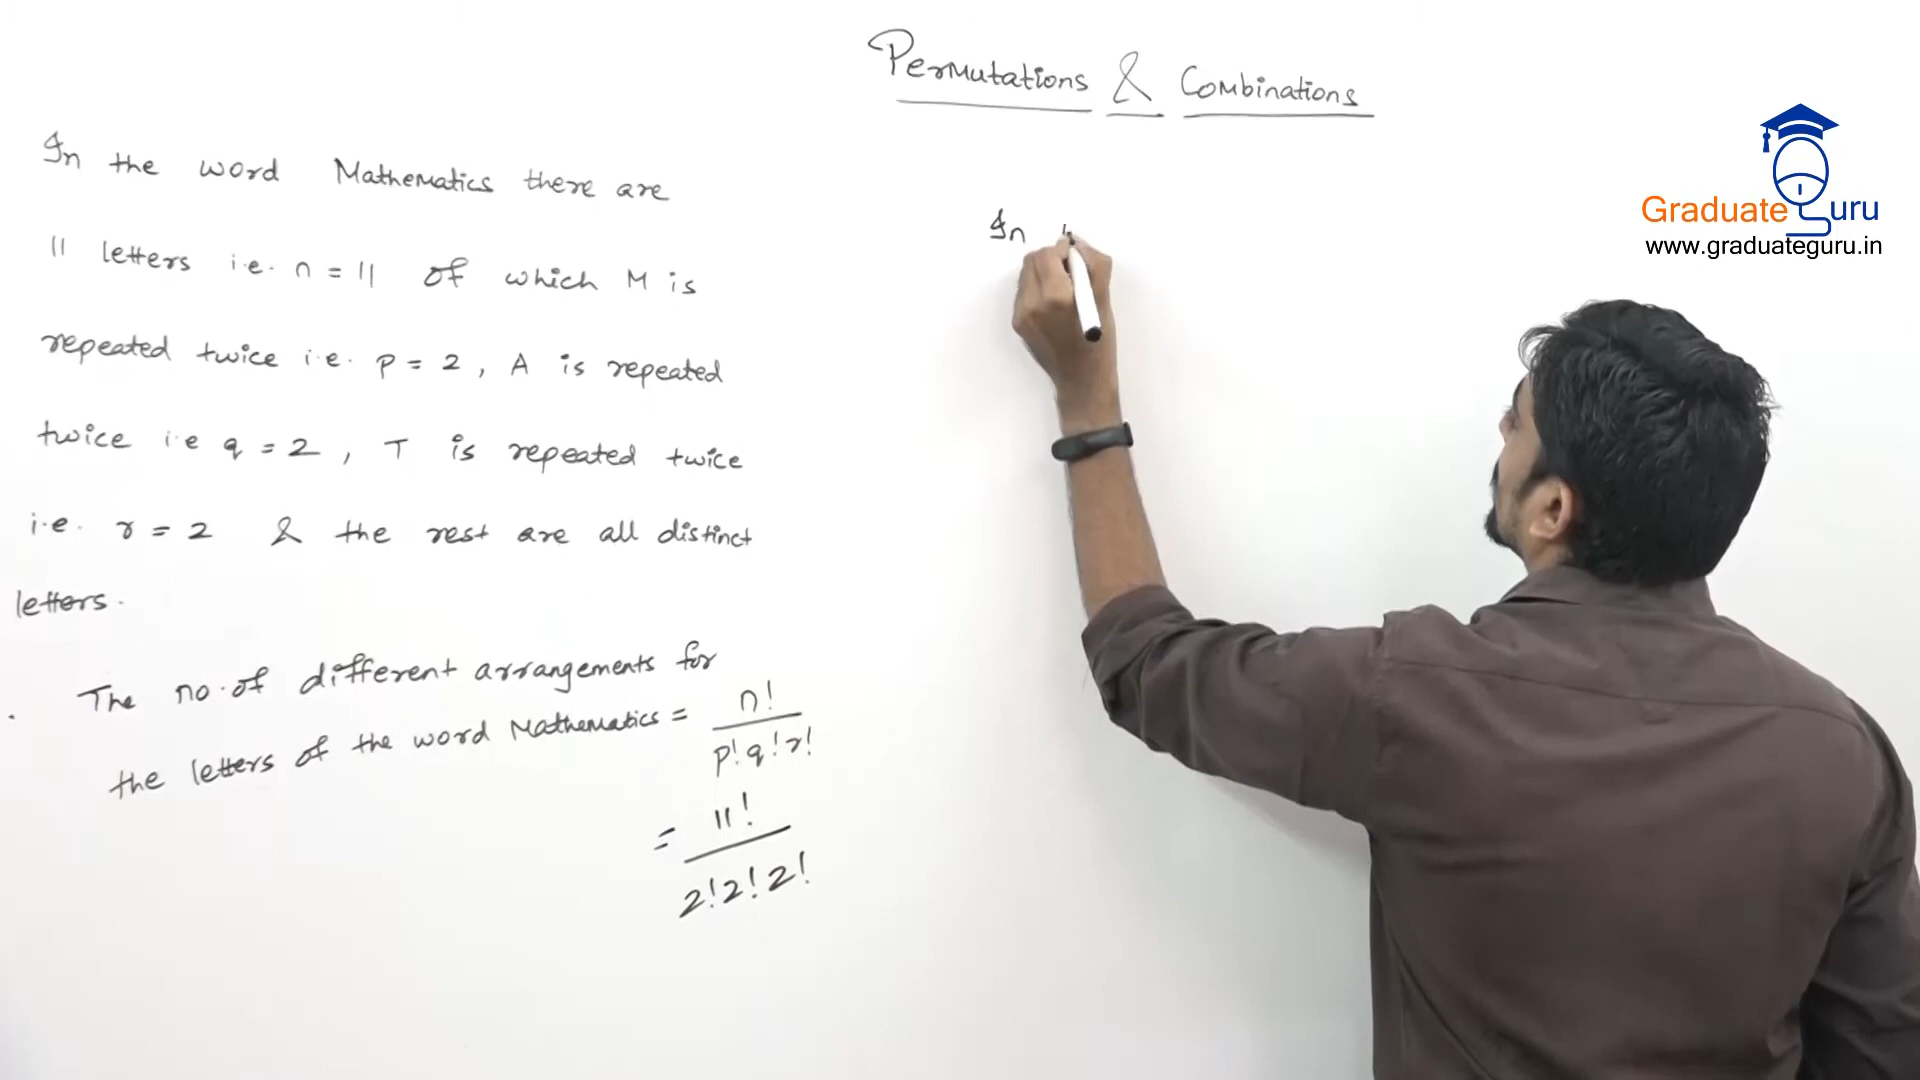 Permutations & Combinations
In the word Mathematics there are
11 letters i.e. n = 11 of which M is
repeated twice i.e. p = 2, A is repeated
twice i.e q = 2, T is repeated twice
i.e. r = 2 & the rest are all distinct
letters.
The no. of different arrangements for
the letters of the word Mathematics = n! / p! q! r!
= 11! / 2! 2! 2!
In
Graduate Guru
www.graduateguru.in